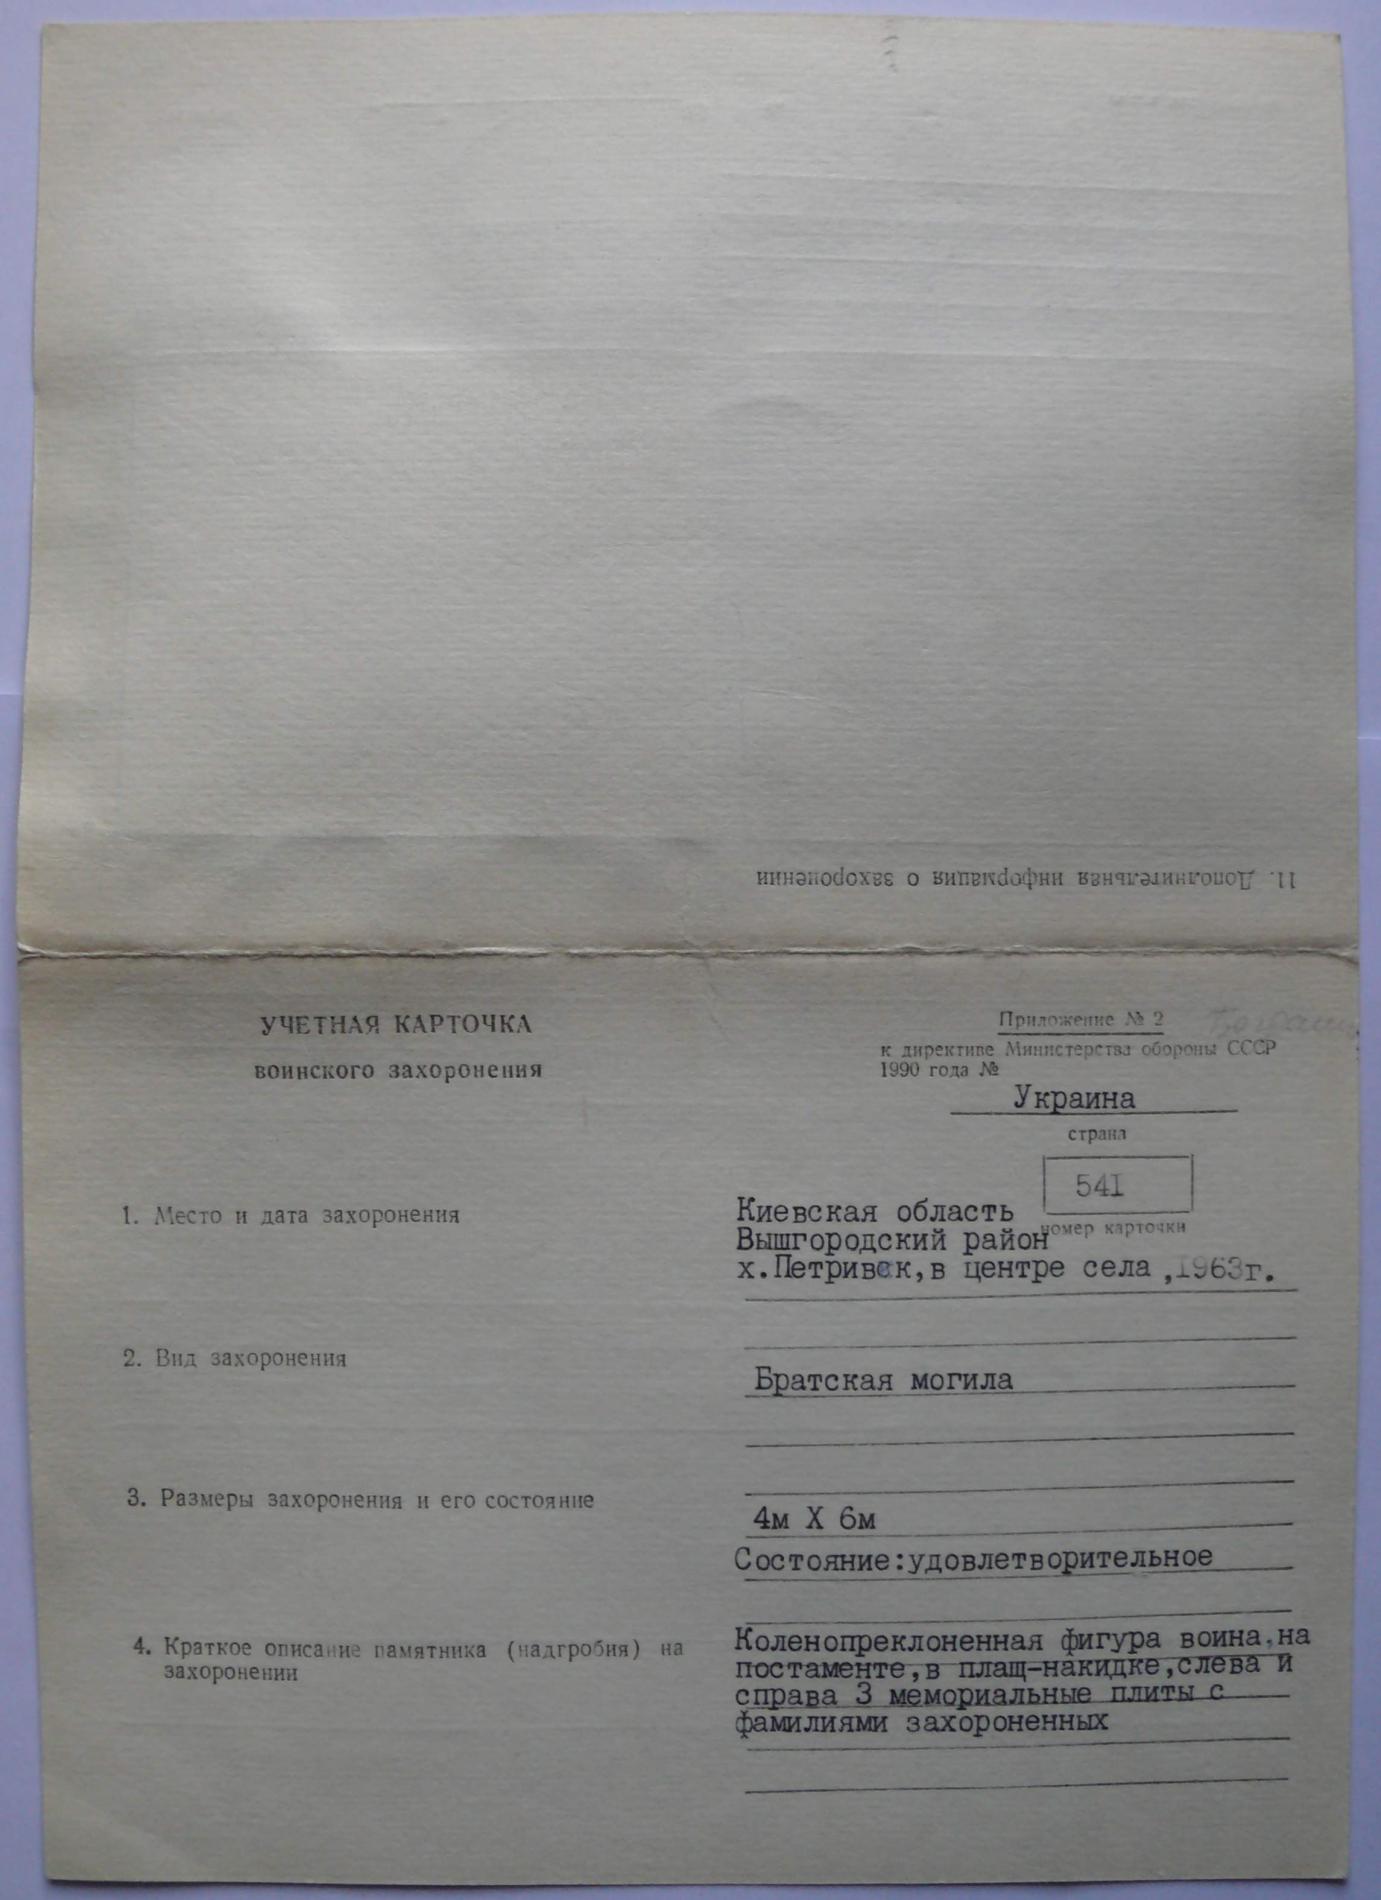 11. Дополнительная информация о захоронении
УЧЕТНАЯ КАРТОЧКА
воинского захоронения
Приложение № 2
к директиве Министерства обороны СССР
1990 года №
Украина
страна
541
номер карточки
1. Место и дата захоронения
Киевская область
Вышгородский район
х.Петривек,в центре села ,1963г.
2. Вид захоронения
Братская могила
3. Размеры захоронения и его состояние
4м Х 6м
Состояние:удовлетворительное
4. Краткое описание памятника (надгробия) на
захоронении
Коленопреклоненная фигура воина,на
постаменте,в плащ-накидке,слева и
справа 3 мемориальные плиты с
фамилиями захороненных